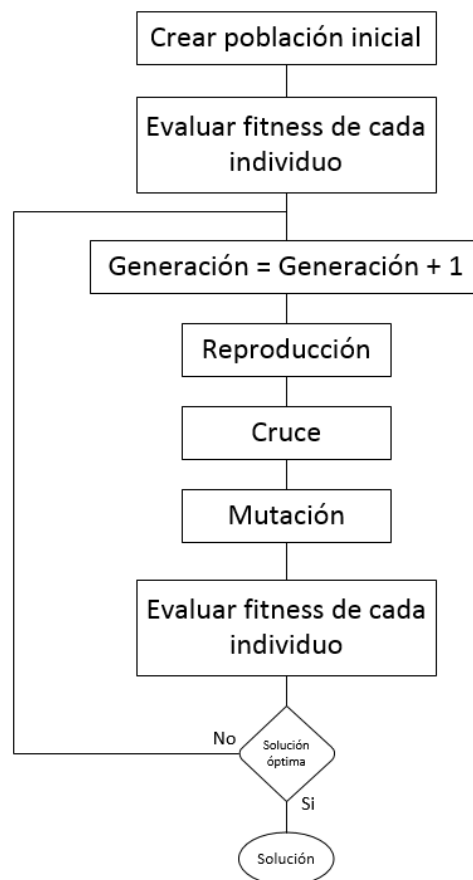 Crear población inicial
Evaluar fitness de cada
individuo
Generación = Generación + 1
Reproducción
Cruce
Mutación
Evaluar fitness de cada
individuo
No
Solución
óptima
Si
Solución